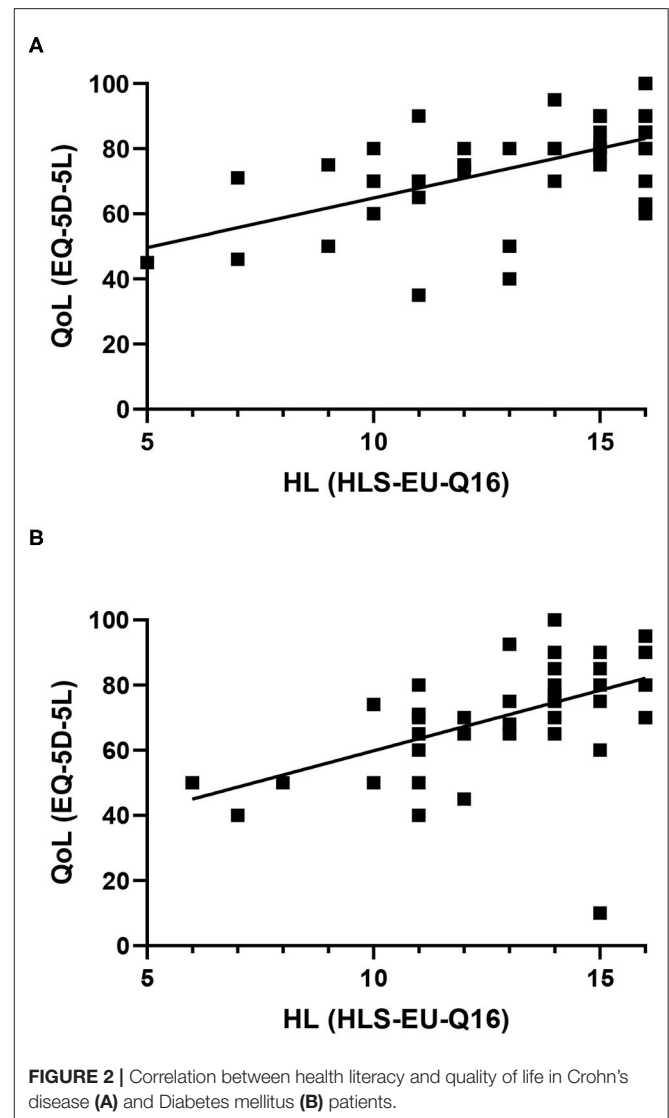 A
100
80
60
40
20
0
QoL (EQ-5D-5L)
5 10 15
HL (HLS-EU-Q16)
B
100
80
60
40
20
0
QoL (EQ-5D-5L)
5 10 15
HL (HLS-EU-Q16)
FIGURE 2 | Correlation between health literacy and quality of life in Crohn's
disease (A) and Diabetes mellitus (B) patients.